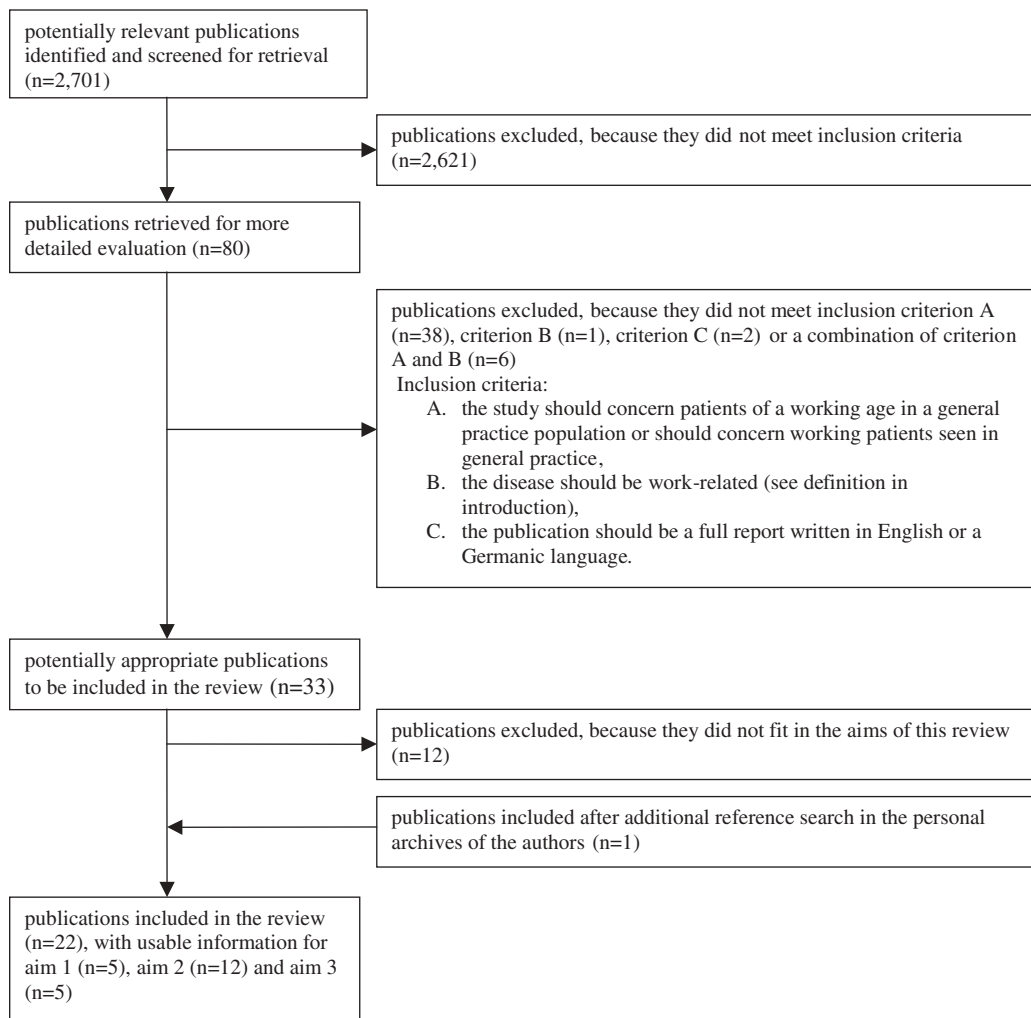 potentially relevant publications
identified and screened for retrieval
(n=2,701)
publications excluded, because they did not meet inclusion criteria
(n=2,621)
publications retrieved for more
detailed evaluation (n=80)
publications excluded, because they did not meet inclusion criterion A
(n=38), criterion B (n=1), criterion C (n=2) or a combination of criterion
A and B (n=6)
Inclusion criteria:
A. the study should concern patients of a working age in a general
practice population or should concern working patients seen in
general practice,
B. the disease should be work-related (see definition in
introduction),
C. the publication should be a full report written in English or a
Germanic language.
potentially appropriate publications
to be included in the review (n=33)
publications excluded, because they did not fit in the aims of this review
(n=12)
publications included after additional reference search in the personal
archives of the authors (n=1)
publications included in the review
(n=22), with usable information for
aim 1 (n=5), aim 2 (n=12) and aim 3
(n=5)